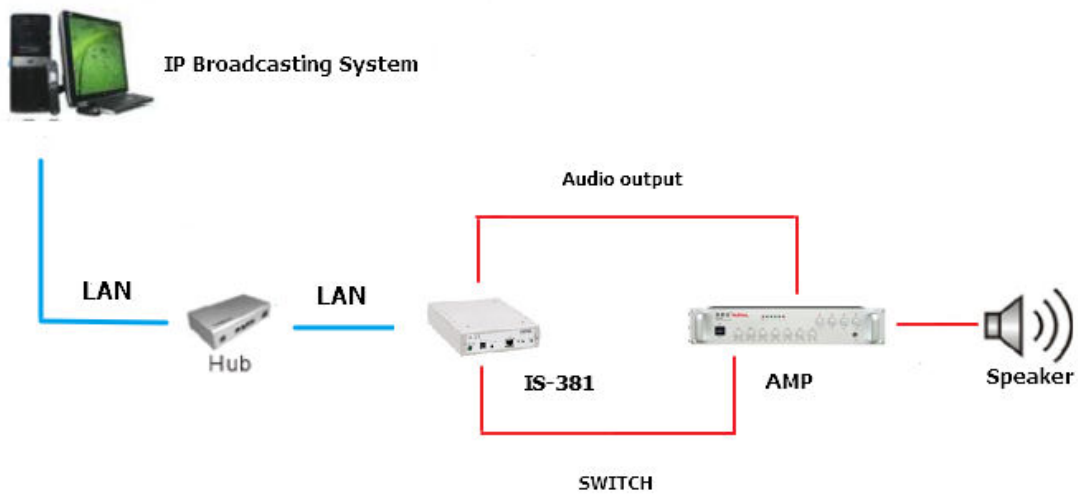 IP Broadcasting System
Audio output
LAN
LAN
Hub
IS-381
AMP
Speaker
SWITCH